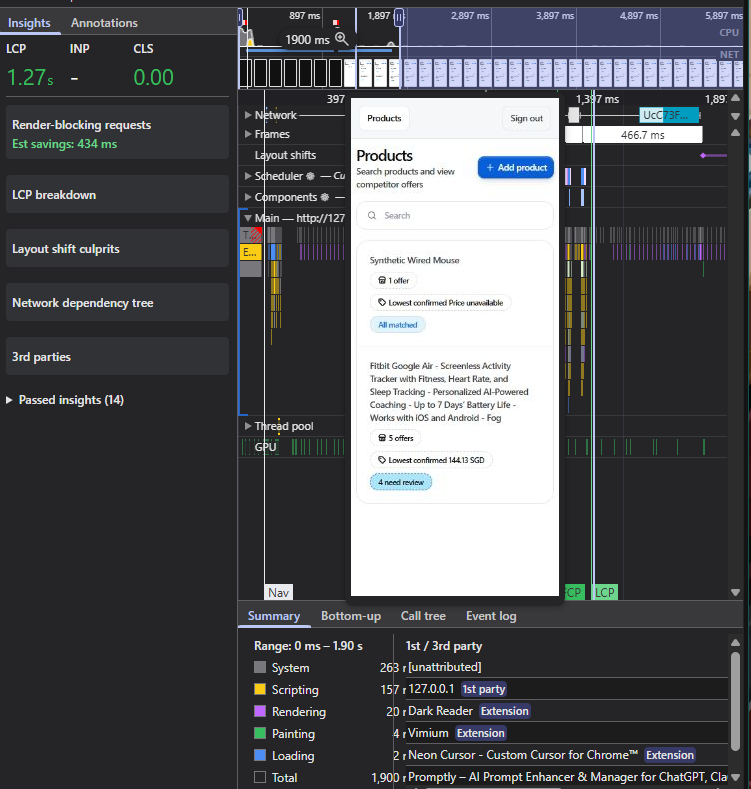 Insights
Annotations
LCP
INP
CLS
1.27s
-
0.00
Render-blocking requests
Est savings: 434 ms
LCP breakdown
Layout shift culprits
Network dependency tree
3rd parties
Passed insights (14)
897 ms
1,897
2,897 ms
3,897 ms
4,897 ms
5,897 ms
CPU
1900 ms
NET
397
1,397 ms
1,897
Network
UcC73F...
Frames
466.7 ms
Layout shifts
Scheduler — Cu
Components
Main — http://127
T...
E...
Thread pool
GPU
Nav
CP
LCP
Products
Sign out
Products
Search products and view
competitor offers
+ Add product
Search
Synthetic Wired Mouse
1 offer
Lowest confirmed Price unavailable
All matched
Fitbit Google Air - Screenless Activity
Tracker with Fitness, Heart Rate, and
Sleep Tracking - Personalized AI-Powered
Coaching - Up to 7 Days' Battery Life -
Works with iOS and Android - Fog
5 offers
Lowest confirmed 144.13 SGD
4 need review
Summary
Bottom-up
Call tree
Event log
Range: 0 ms – 1.90 s
System 263
Scripting 157
Rendering 20
Painting 4
Loading 2
Total 1,900
1st / 3rd party
[unattributed]
127.0.0.1 1st party
Dark Reader Extension
Vimium Extension
Neon Cursor - Custom Cursor for Chrome™ Extension
Promptly – AI Prompt Enhancer & Manager for ChatGPT, Cla